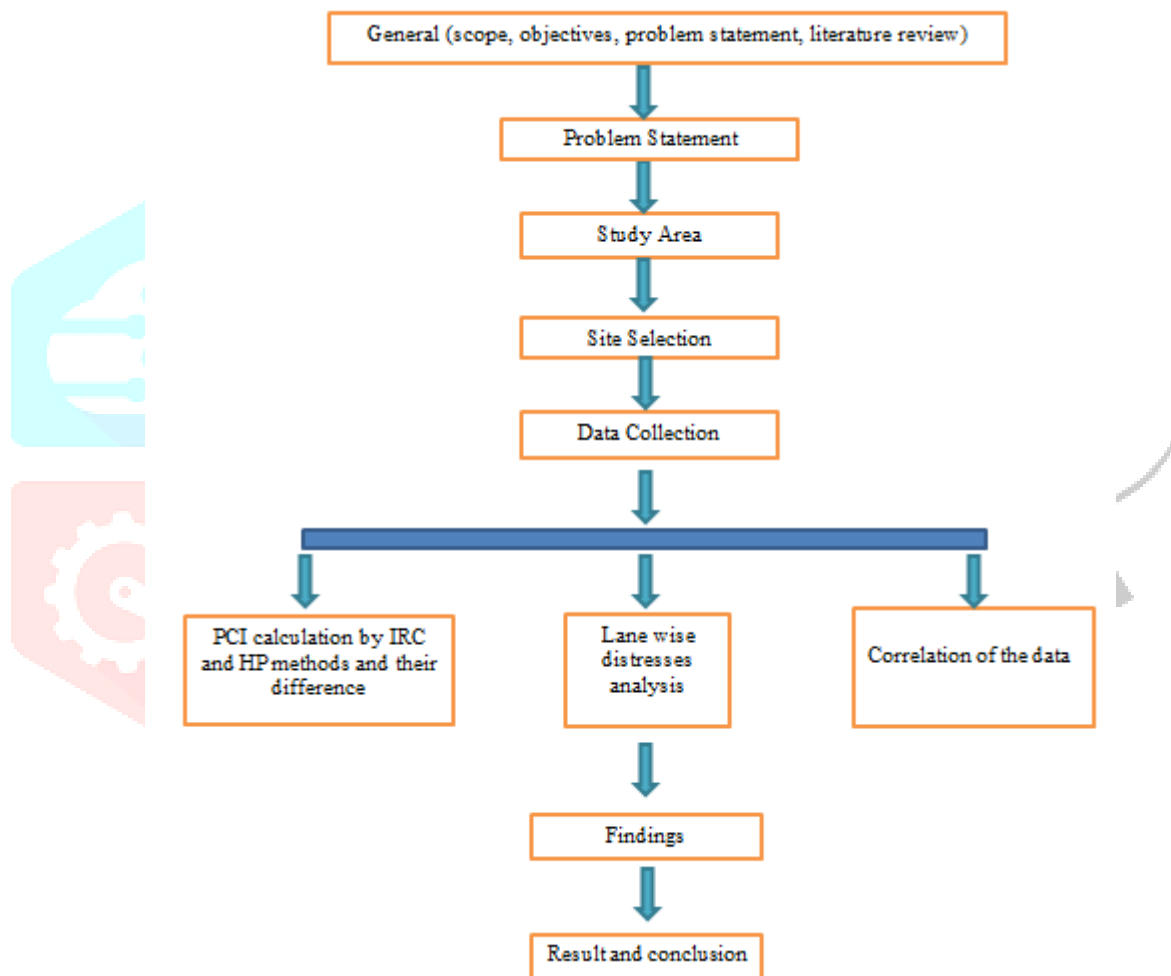 General (scope, objectives, problem statement, literature review)
Problem Statement
Study Area
Site Selection
Data Collection
PCI calculation by IRC
and HP methods and their
difference
Lane wise
distresses
analysis
Correlation of the data
Findings
Result and conclusion